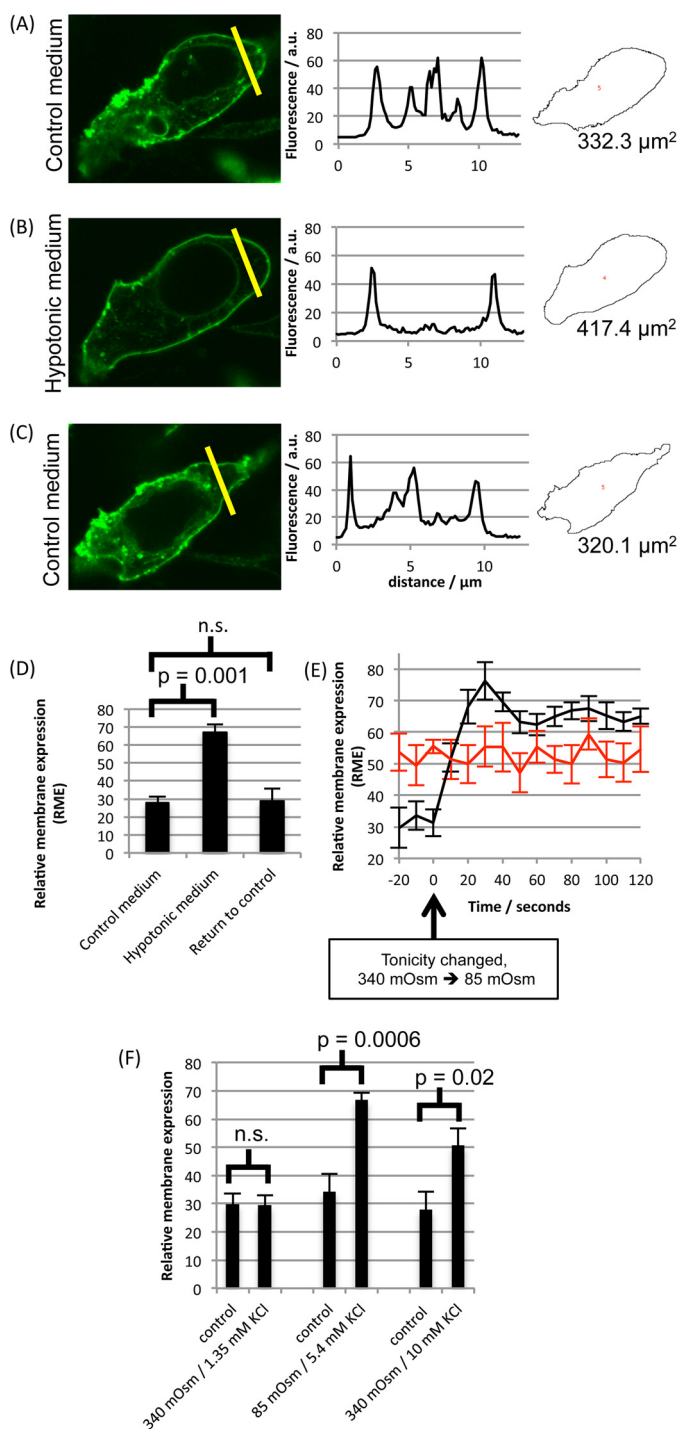 (A)
Control medium
Fluorescence / a.u.
80
60
40
20
0
0 5 10
5
332.3 µm²
(B)
Hypotonic medium
Fluorescence / a.u.
80
60
40
20
0
0 5 10
4
417.4 µm²
(C)
Control medium
Fluorescence / a.u.
80
60
40
20
0
0 5 10
distance / µm
320.1 µm²
(D)
n.s.
p = 0.001
Relative membrane expression
(RME)
80
70
60
50
40
30
20
10
0
Control medium
Hypotonic medium
Return to control
(E)
Relative membrane expression
(RME)
80
70
60
50
40
30
20
-20 0 20 40 60 80 100 120
Time / seconds
Tonicity changed,
340 mOsm ➔ 85 mOsm
(F)
Relative membrane expression
80
70
60
50
40
30
20
10
0
n.s.
p = 0.0006
p = 0.02
control
340 mOsm / 1.35 mM KCl
control
85 mOsm / 5.4 mM KCl
control
340 mOsm / 10 mM KCl